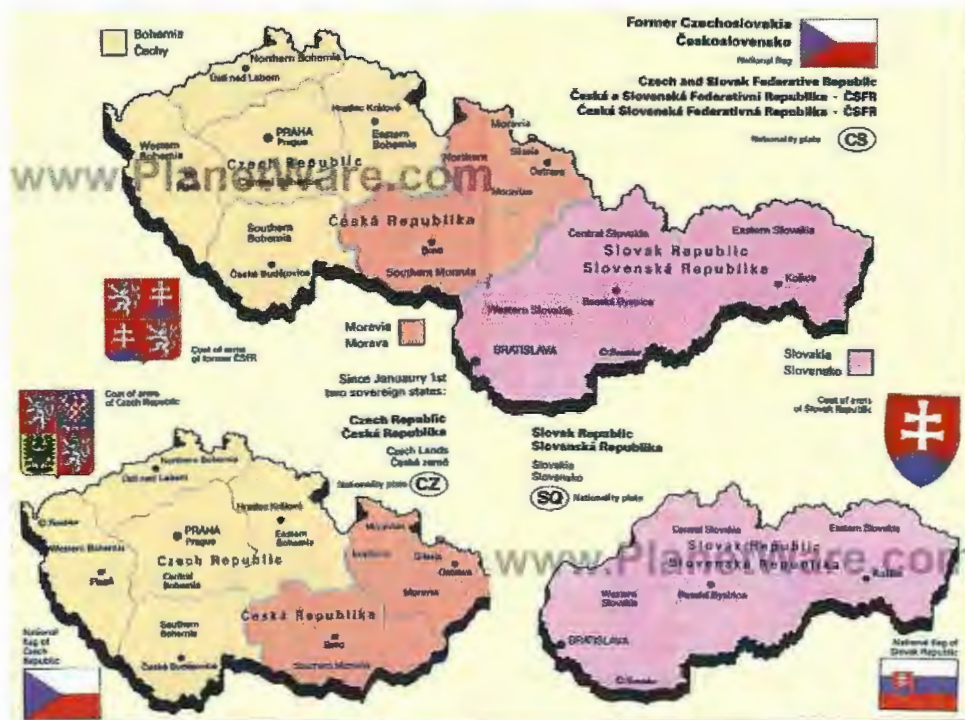 Bohemia
Čechy
Former Czechoslovakia
Československo
National flag
Czech and Slovak Federative Republic
Česká a Slovenská Federativní Republika - ČSFR
Česká Slovenská Federatívna Republika - ČSFR
Nationality plate CS
Northern Bohemia
Ústí nad Labem
Hradec Králové
PRAHA
Prague
Eastern
Bohemia
Western
Bohemia
Czech Republic
www.PlanetWare.com
Moravia
Northern
Silesia
Ostrava
Moravian
Southern
Bohemia
Česká Republika
Brno
České Budějovice
Southern Moravia
Central Slovakia
Eastern Slovakia
Slovak Republic
Slovenská Republika
Košice
Banská Bystrica
Western Slovakia
BRATISLAVA
Coat of arms
of former ČSFR
Moravia
Morava
Slovakia
Slovensko
Since Januaury 1st
two sovereign states:
Coat of arms
of Czech Republic
Czech Republic
Česká Republika
Czech Lands
České země
Nationality plate CZ
Slovak Republic
Slovanská Republika
Slovakia
Slovensko
SQ Nationality plate
Coat of arms
of Slovak Republic
Northern Bohemia
Ústí nad Labem
Hradec Králové
PRAHA
Prague
Eastern
Bohemia
Western Bohemia
Czech Republic
Plzeň
Central
Bohemia
Southern
Bohemia
České Budějovice
Moravian
Silesia
Ostrava
Moravia
Česká Republika
Brno
Southern Moravia
Central Slovakia
Eastern Slovakia
Slovak Republic
Slovenská Republika
www.PlanetWare.com
Košice
Western
Slovakia
Banská Bystrica
BRATISLAVA
National
flag of
Czech
Republic
National flag of
Slovak Republic